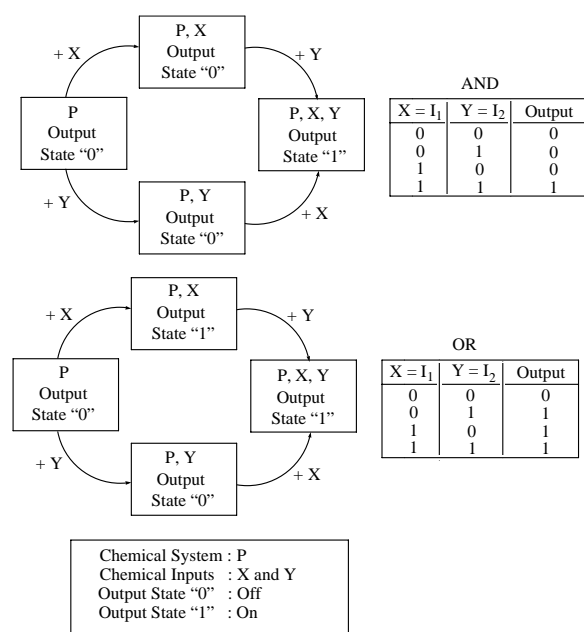 P, X
Output
State “0”
+ X
+ Y
P
Output
State “0”
P, X, Y
Output
State “1”
+ Y
P, Y
Output
State “0”
+ X
AND
X = I₁ Y = I₂ Output
0 0 0
0 1 0
1 0 0
1 1 1
P, X
Output
State “1”
+ X
+ Y
P
Output
State “0”
P, X, Y
Output
State “1”
+ Y
P, Y
Output
State “0”
+ X
OR
X = I₁ Y = I₂ Output
0 0 0
0 1 1
1 0 1
1 1 1
Chemical System : P
Chemical Inputs : X and Y
Output State “0” : Off
Output State “1” : On